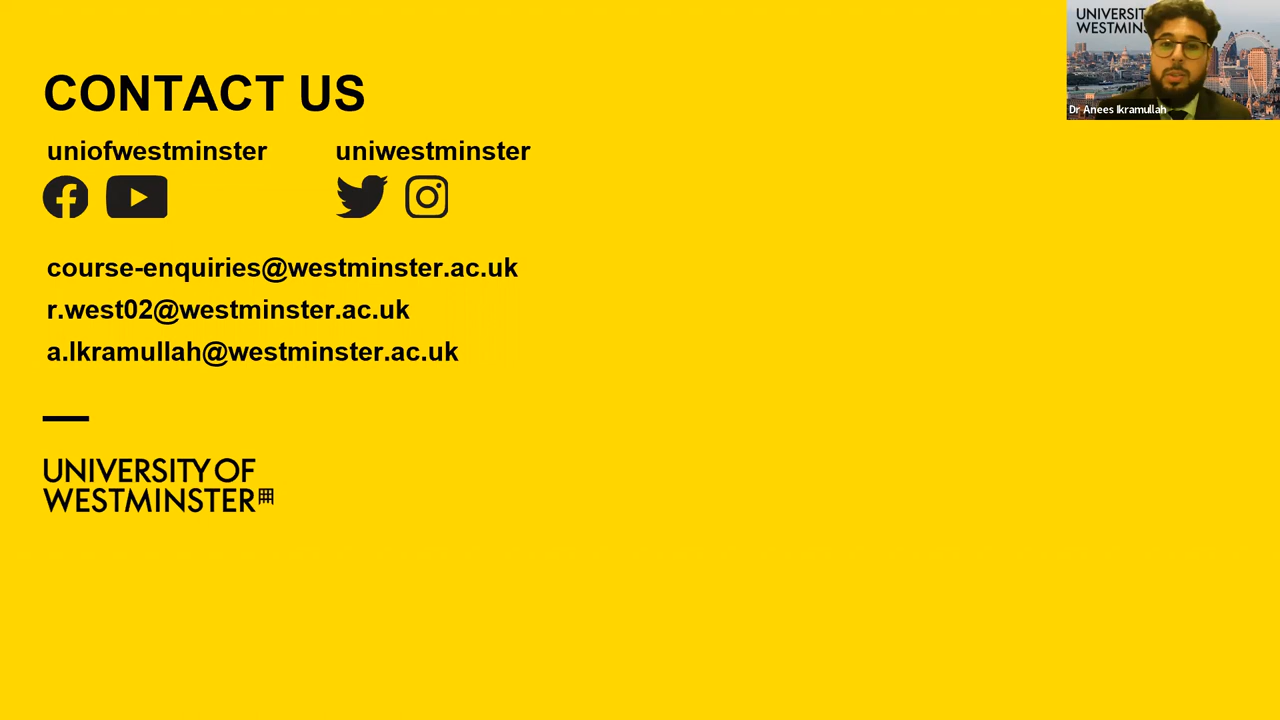 CONTACT US
uniofwestminster
uniwestminster
course-enquiries@westminster.ac.uk
r.west02@westminster.ac.uk
a.Ikramullah@westminster.ac.uk
UNIVERSITY OF
WESTMINSTER
Dr Anees Ikramullah